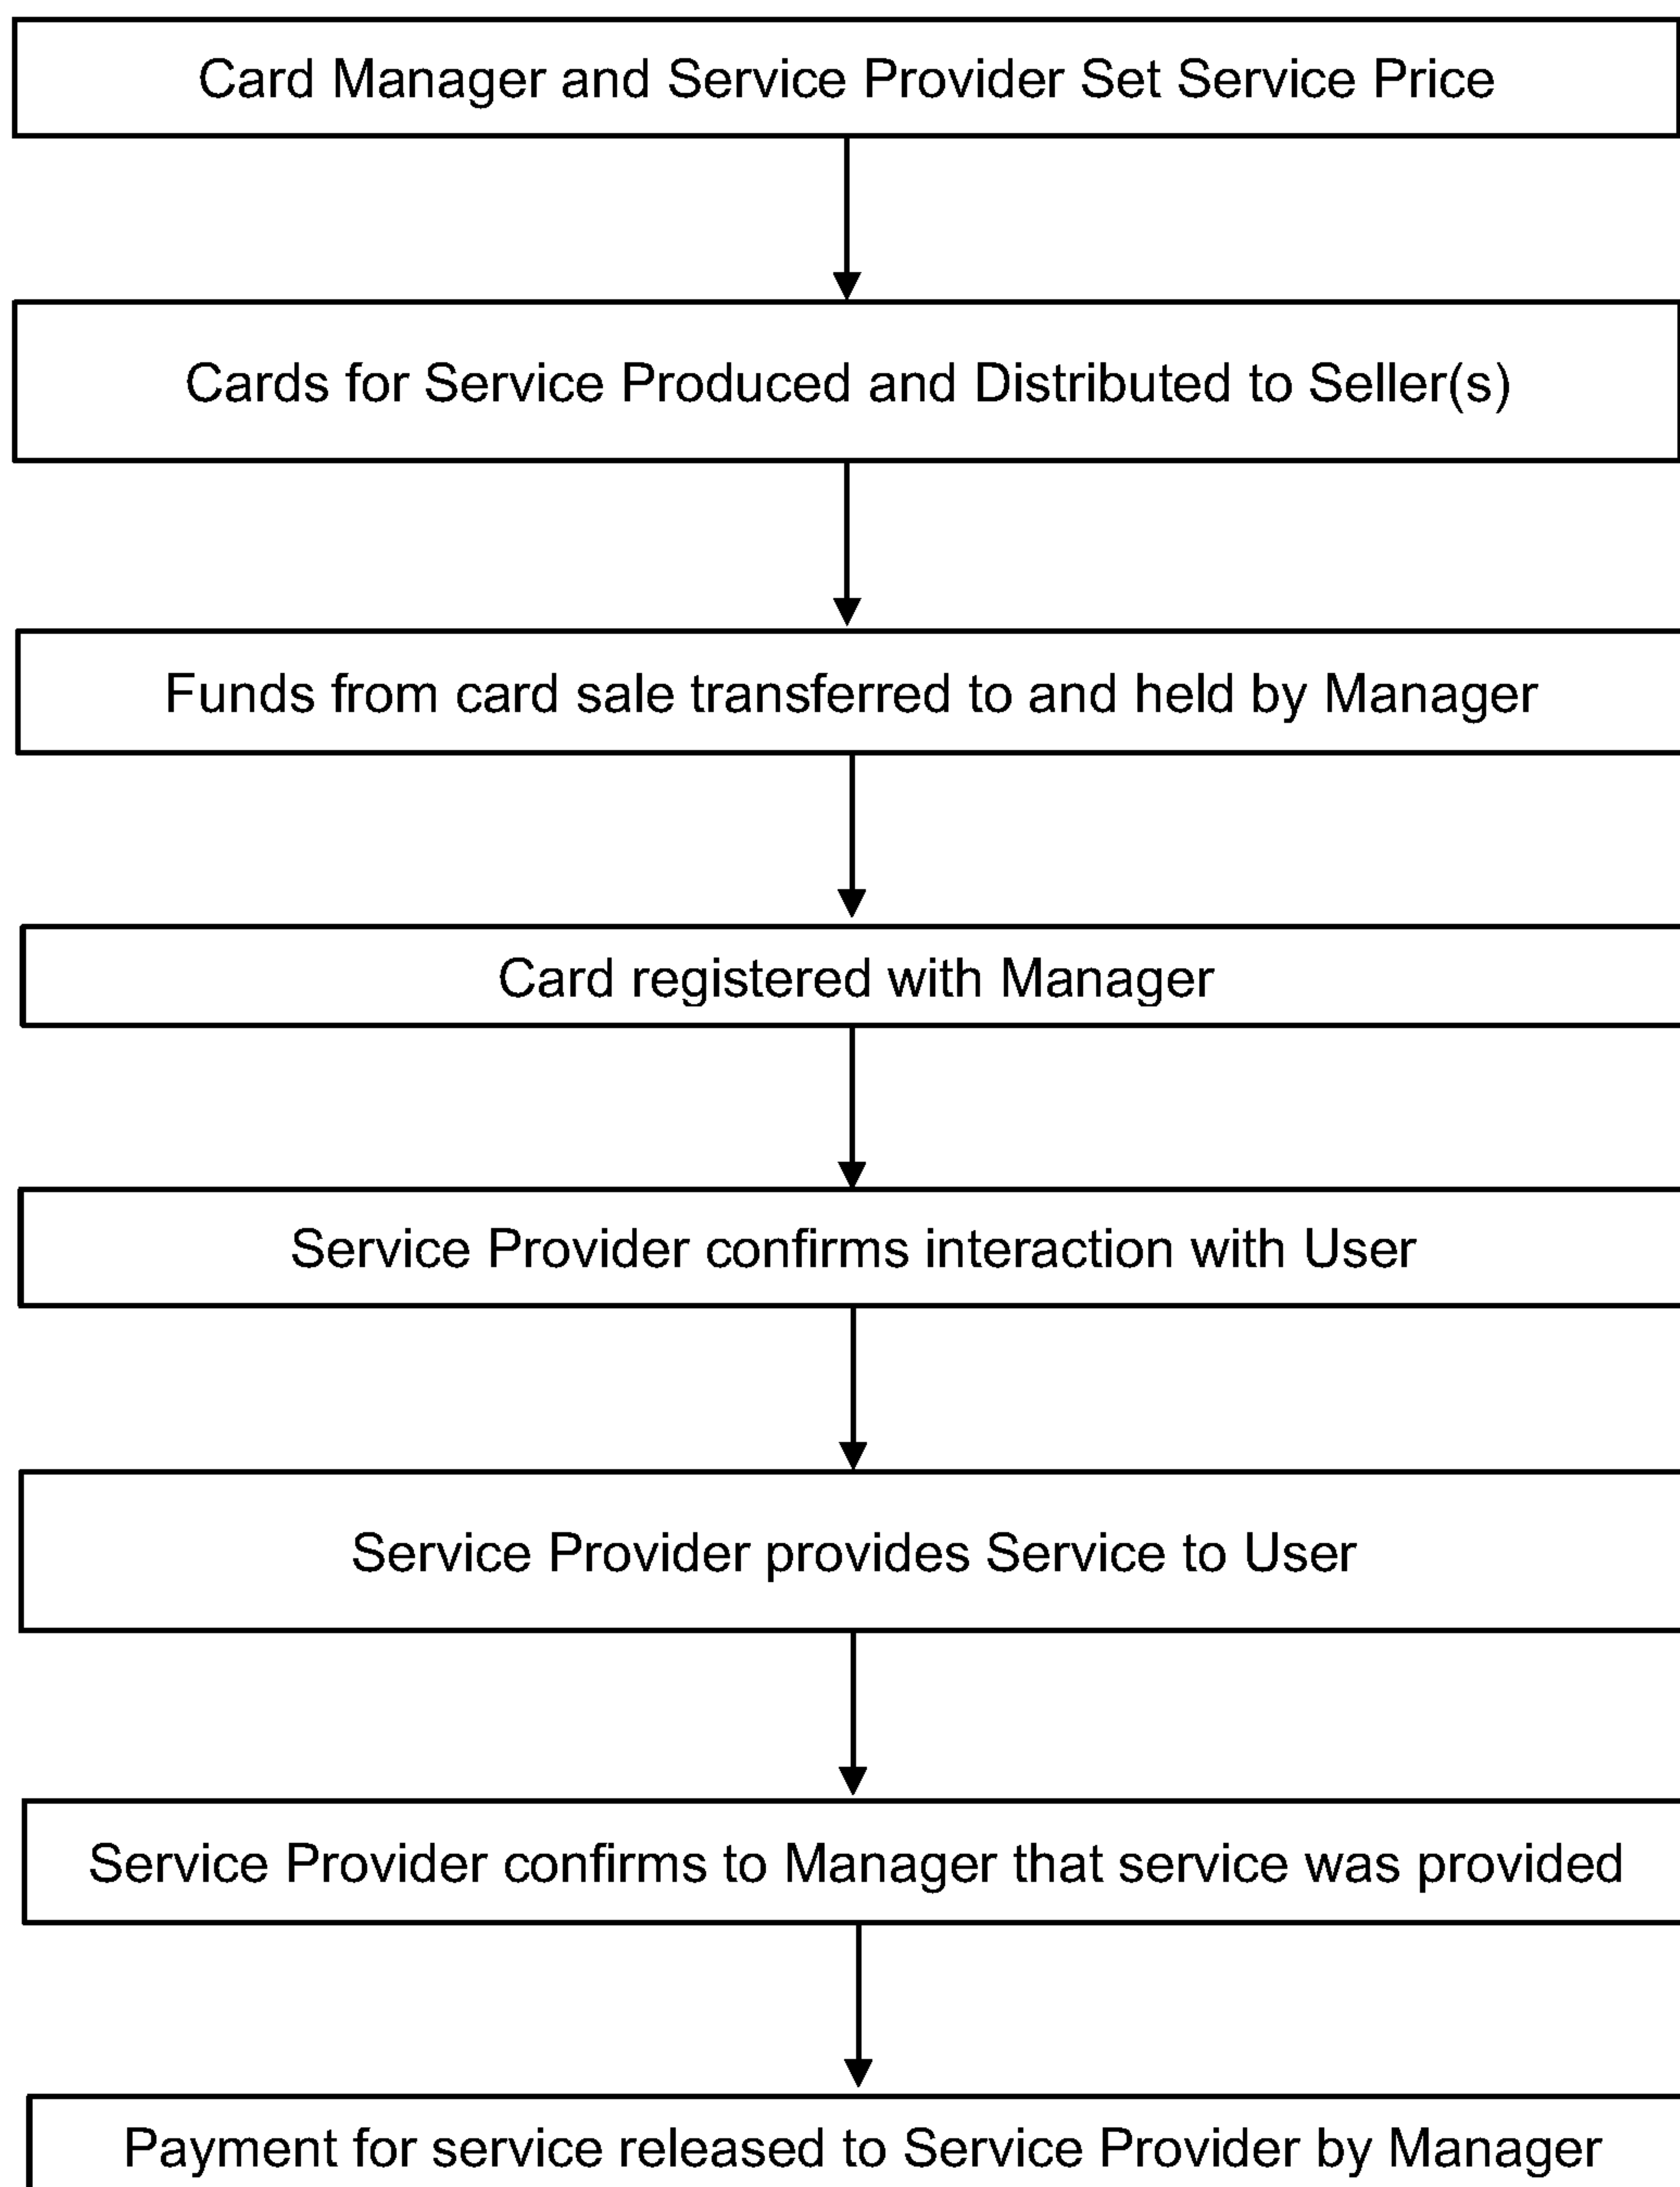 Card Manager and Service Provider Set Service Price
Cards for Service Produced and Distributed to Seller(s)
Funds from card sale transferred to and held by Manager
Card registered with Manager
Service Provider confirms interaction with User
Service Provider provides Service to User
Service Provider confirms to Manager that service was provided
Payment for service released to Service Provider by Manager